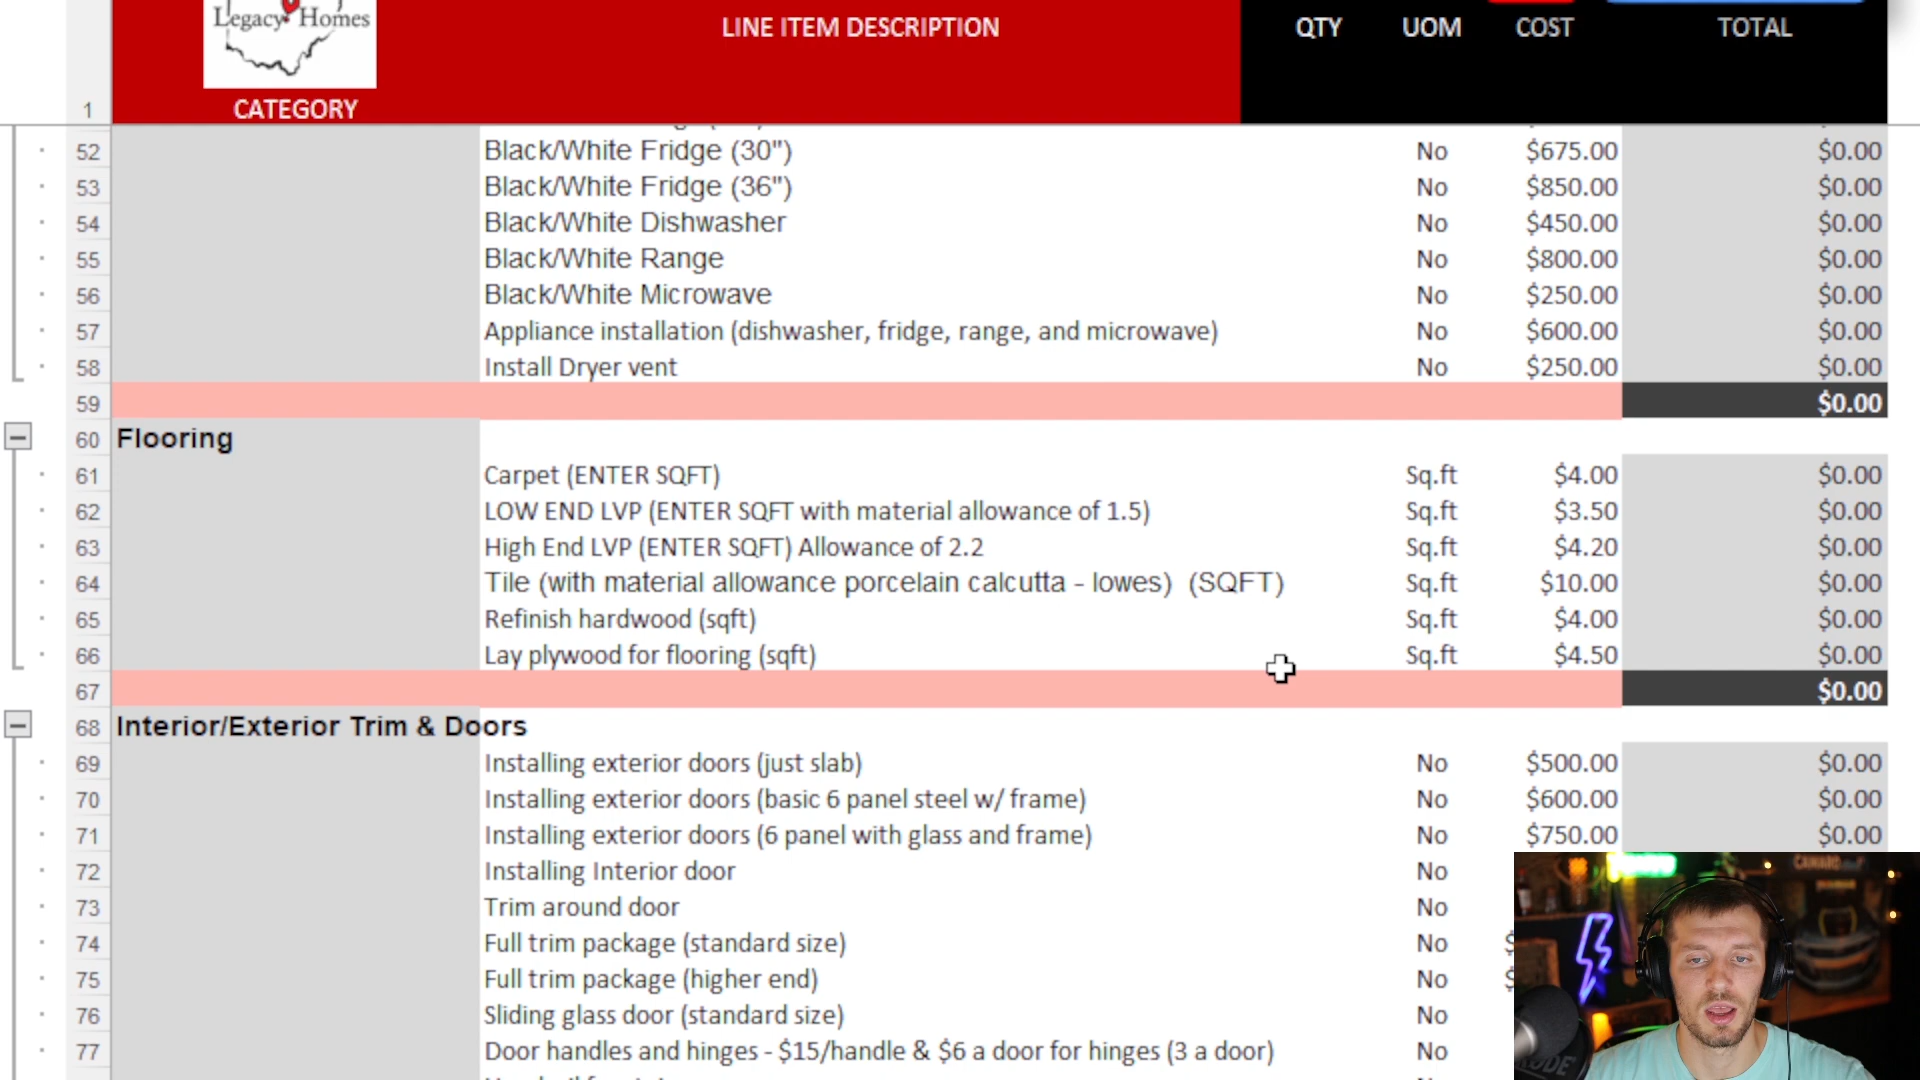 Legacy Homes
LINE ITEM DESCRIPTION QTY UOM COST TOTAL
1 CATEGORY
52 Black/White Fridge (30") No $675.00 $0.00
53 Black/White Fridge (36") No $850.00 $0.00
54 Black/White Dishwasher No $450.00 $0.00
55 Black/White Range No $800.00 $0.00
56 Black/White Microwave No $250.00 $0.00
57 Appliance installation (dishwasher, fridge, range, and microwave) No $600.00 $0.00
58 Install Dryer vent No $250.00 $0.00
59 $0.00
60 Flooring
61 Carpet (ENTER SQFT) Sq.ft $4.00 $0.00
62 LOW END LVP (ENTER SQFT with material allowance of 1.5) Sq.ft $3.50 $0.00
63 High End LVP (ENTER SQFT) Allowance of 2.2 Sq.ft $4.20 $0.00
64 Tile (with material allowance porcelain calcutta - lowes) (SQFT) Sq.ft $10.00 $0.00
65 Refinish hardwood (sqft) Sq.ft $4.00 $0.00
66 Lay plywood for flooring (sqft) Sq.ft $4.50 $0.00
67 $0.00
68 Interior/Exterior Trim & Doors
69 Installing exterior doors (just slab) No $500.00 $0.00
70 Installing exterior doors (basic 6 panel steel w/ frame) No $600.00 $0.00
71 Installing exterior doors (6 panel with glass and frame) No $750.00 $0.00
72 Installing Interior door No
73 Trim around door No
74 Full trim package (standard size) No $
75 Full trim package (higher end) No $
76 Sliding glass door (standard size) No
77 Door handles and hinges - $15/handle & $6 a door for hinges (3 a door) No